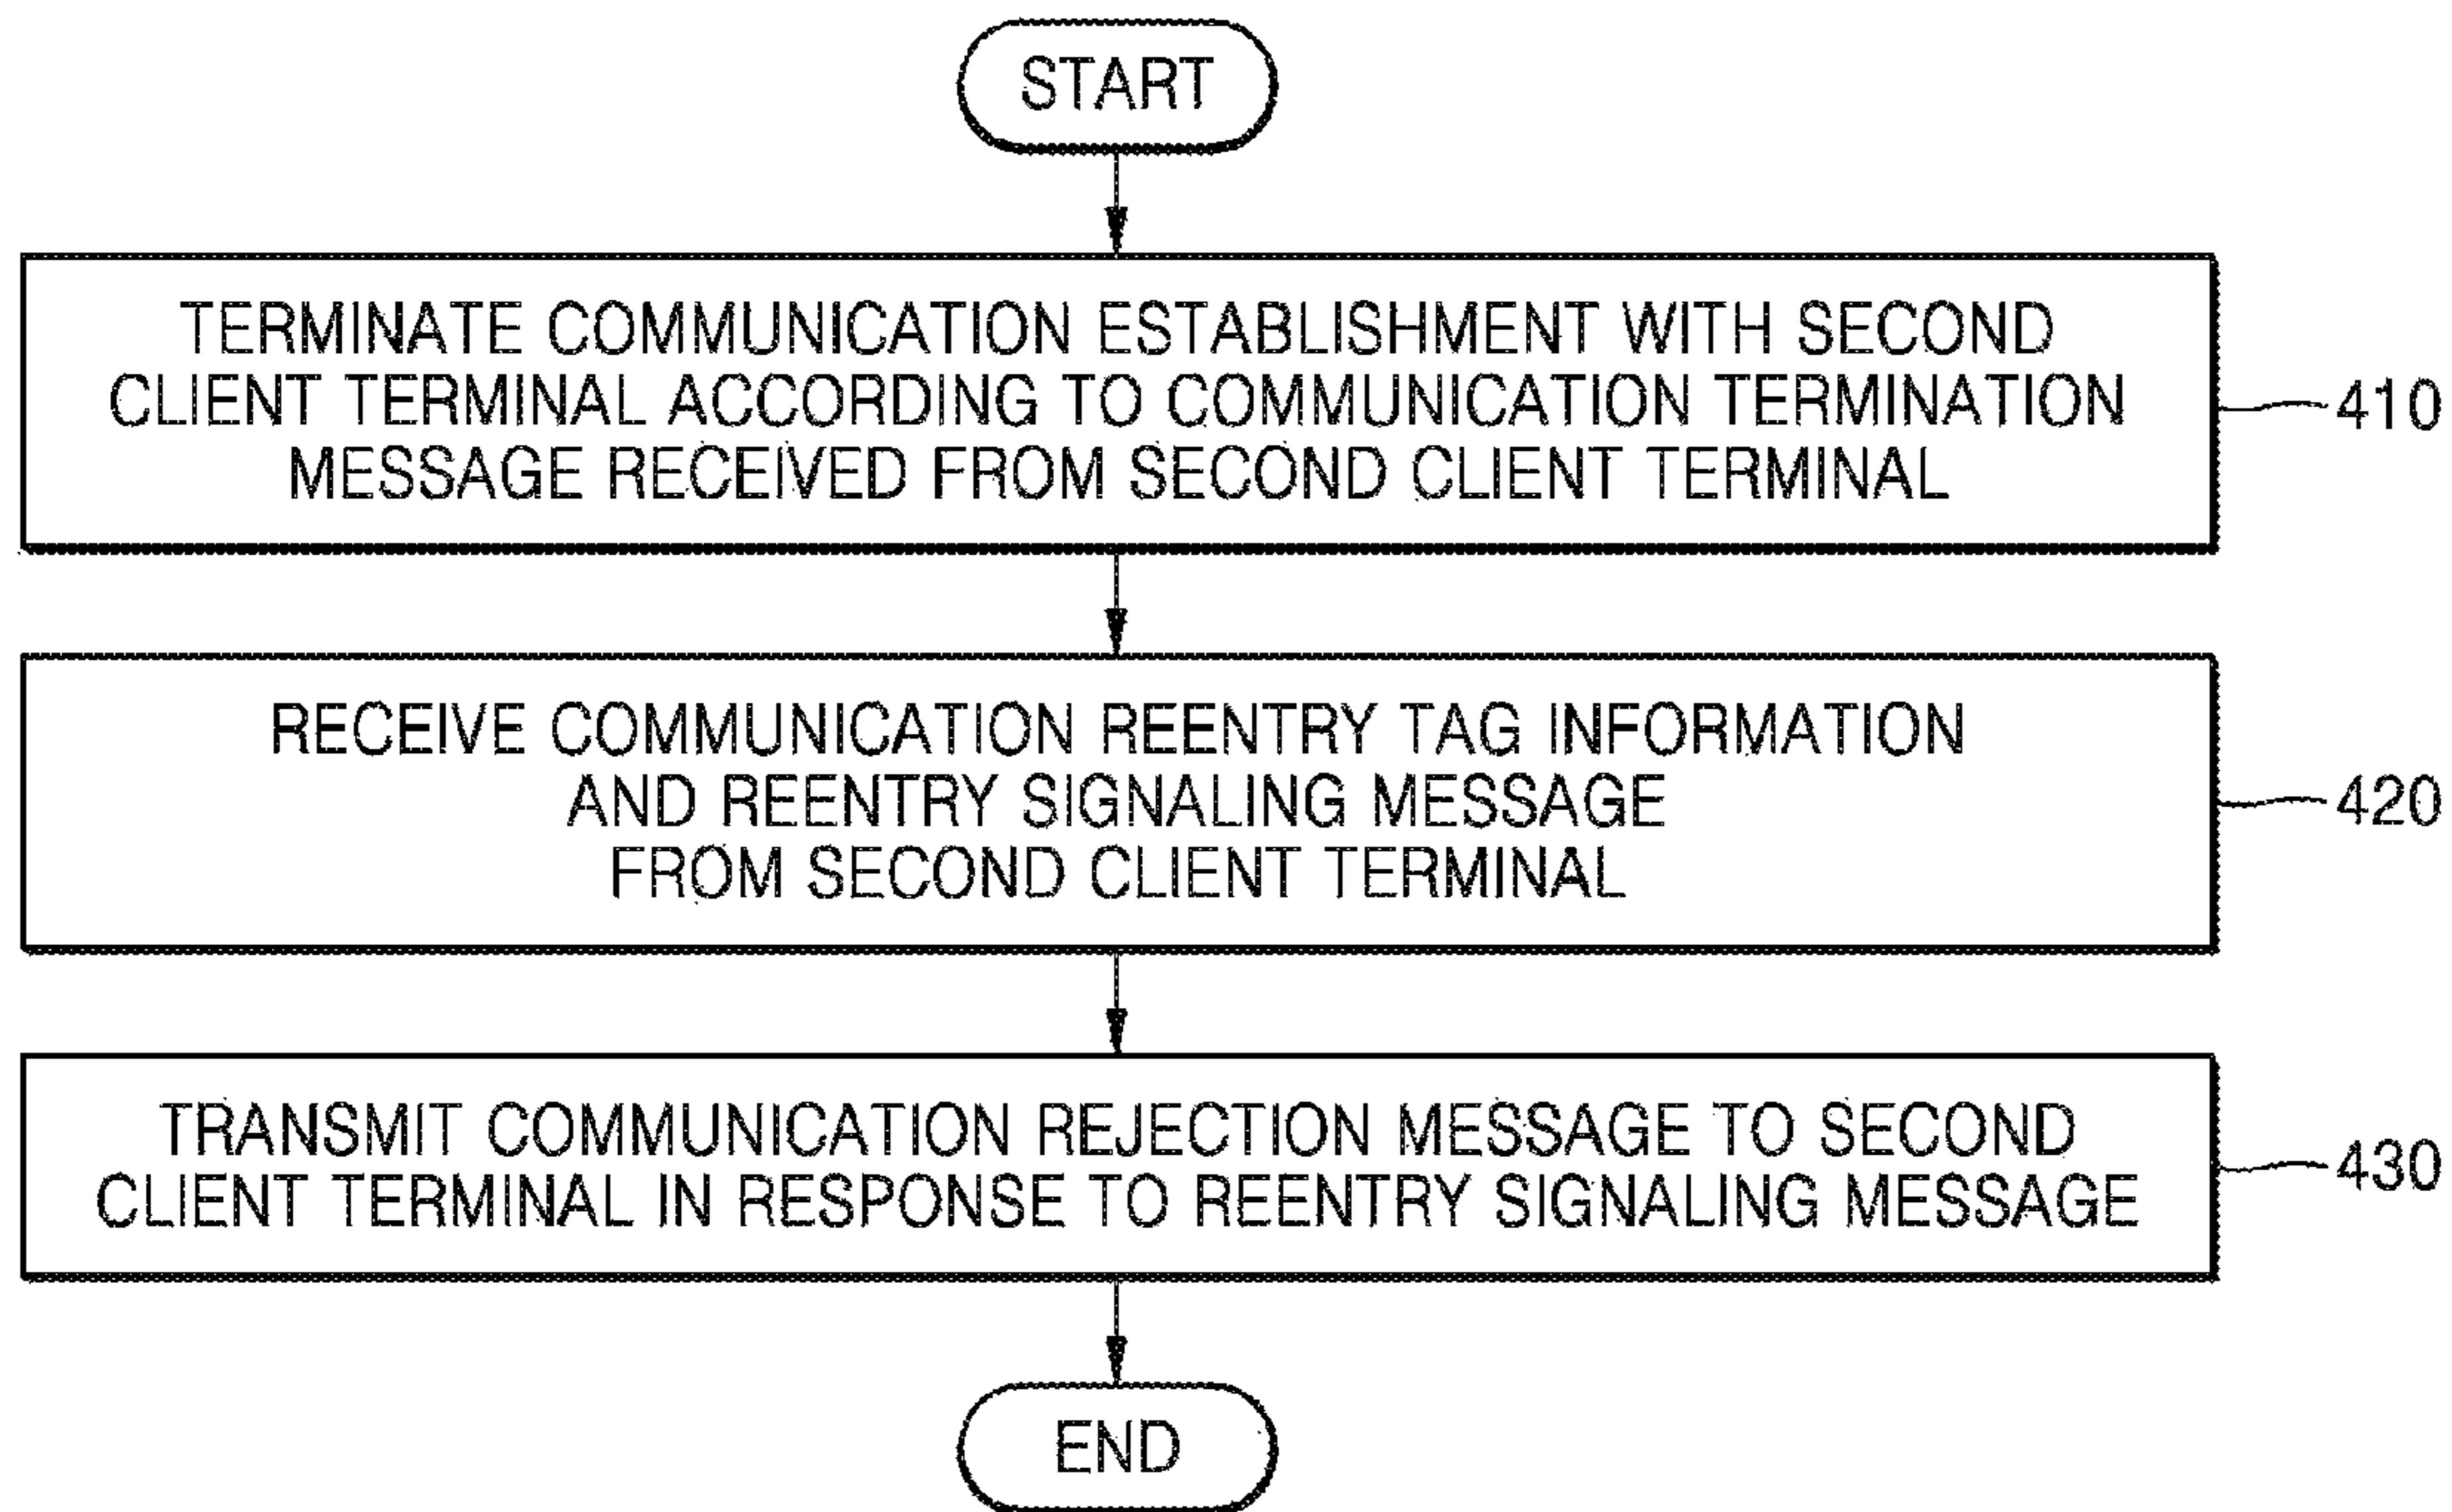 START
TERMINATE COMMUNICATION ESTABLISHMENT WITH SECOND
CLIENT TERMINAL ACCORDING TO COMMUNICATION TERMINATION
MESSAGE RECEIVED FROM SECOND CLIENT TERMINAL
410
RECEIVE COMMUNICATION REENTRY TAG INFORMATION
AND REENTRY SIGNALING MESSAGE
FROM SECOND CLIENT TERMINAL
420
TRANSMIT COMMUNICATION REJECTION MESSAGE TO SECOND
CLIENT TERMINAL IN RESPONSE TO REENTRY SIGNALING MESSAGE
430
END